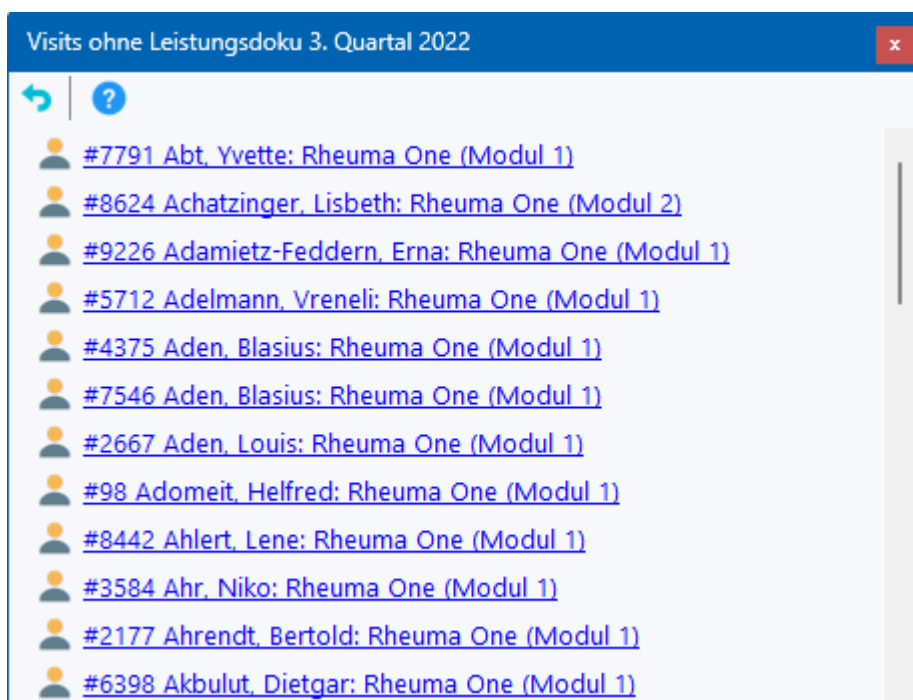 Visits ohne Leistungsdoku 3. Quartal 2022
x
?
#7791 Abt, Yvette: Rheuma One (Modul 1)
#8624 Achatzinger, Lisbeth: Rheuma One (Modul 2)
#9226 Adamietz-Feddern, Erna: Rheuma One (Modul 1)
#5712 Adelmann, Vreneli: Rheuma One (Modul 1)
#4375 Aden, Blasius: Rheuma One (Modul 1)
#7546 Aden, Blasius: Rheuma One (Modul 1)
#2667 Aden, Louis: Rheuma One (Modul 1)
#98 Adomeit, Helfred: Rheuma One (Modul 1)
#8442 Ahlert, Lene: Rheuma One (Modul 1)
#3584 Ahr, Niko: Rheuma One (Modul 1)
#2177 Ahrendt, Bertold: Rheuma One (Modul 1)
#6398 Akbulut, Dietgar: Rheuma One (Modul 1)